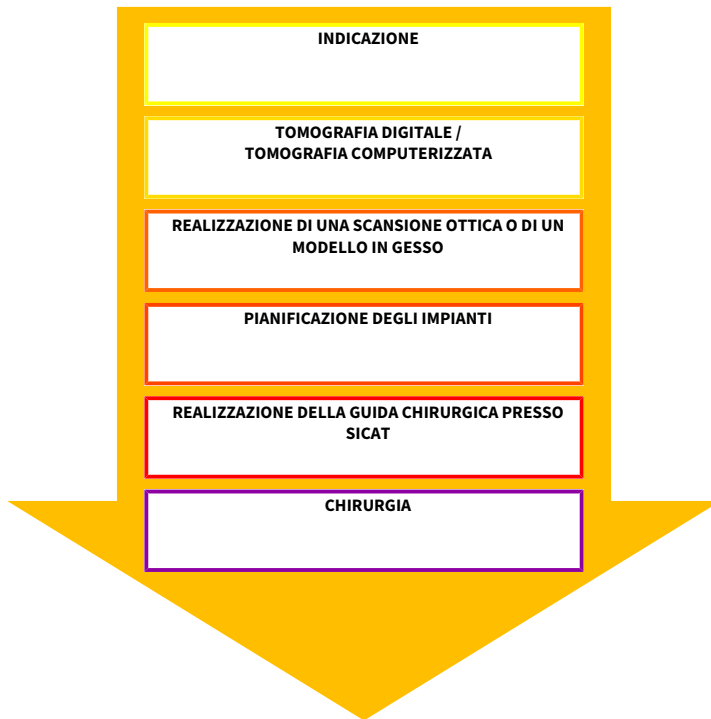 INDICAZIONE
TOMOGRAFIA DIGITALE /
TOMOGRAFIA COMPUTERIZZATA
REALIZZAZIONE DI UNA SCANSIONE OTTICA O DI UN
MODELLO IN GESSO
PIANIFICAZIONE DEGLI IMPIANTI
REALIZZAZIONE DELLA GUIDA CHIRURGICA PRESSO
SICAT
CHIRURGIA